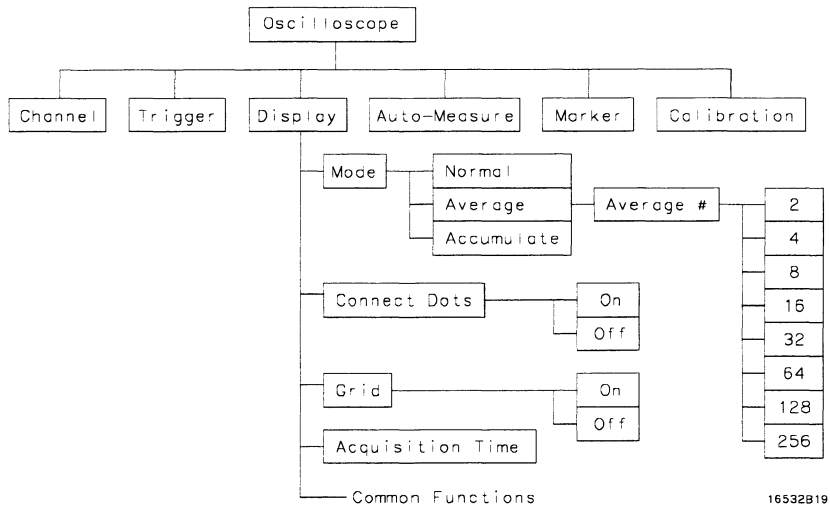 Oscilloscope
Channel
Trigger
Display
Auto-Measure
Marker
Calibration
Mode
Normal
Average
Accumulate
Average #
2
4
8
16
32
64
128
256
Connect Dots
On
Off
Grid
On
Off
Acquisition Time
Common Functions
16532B19